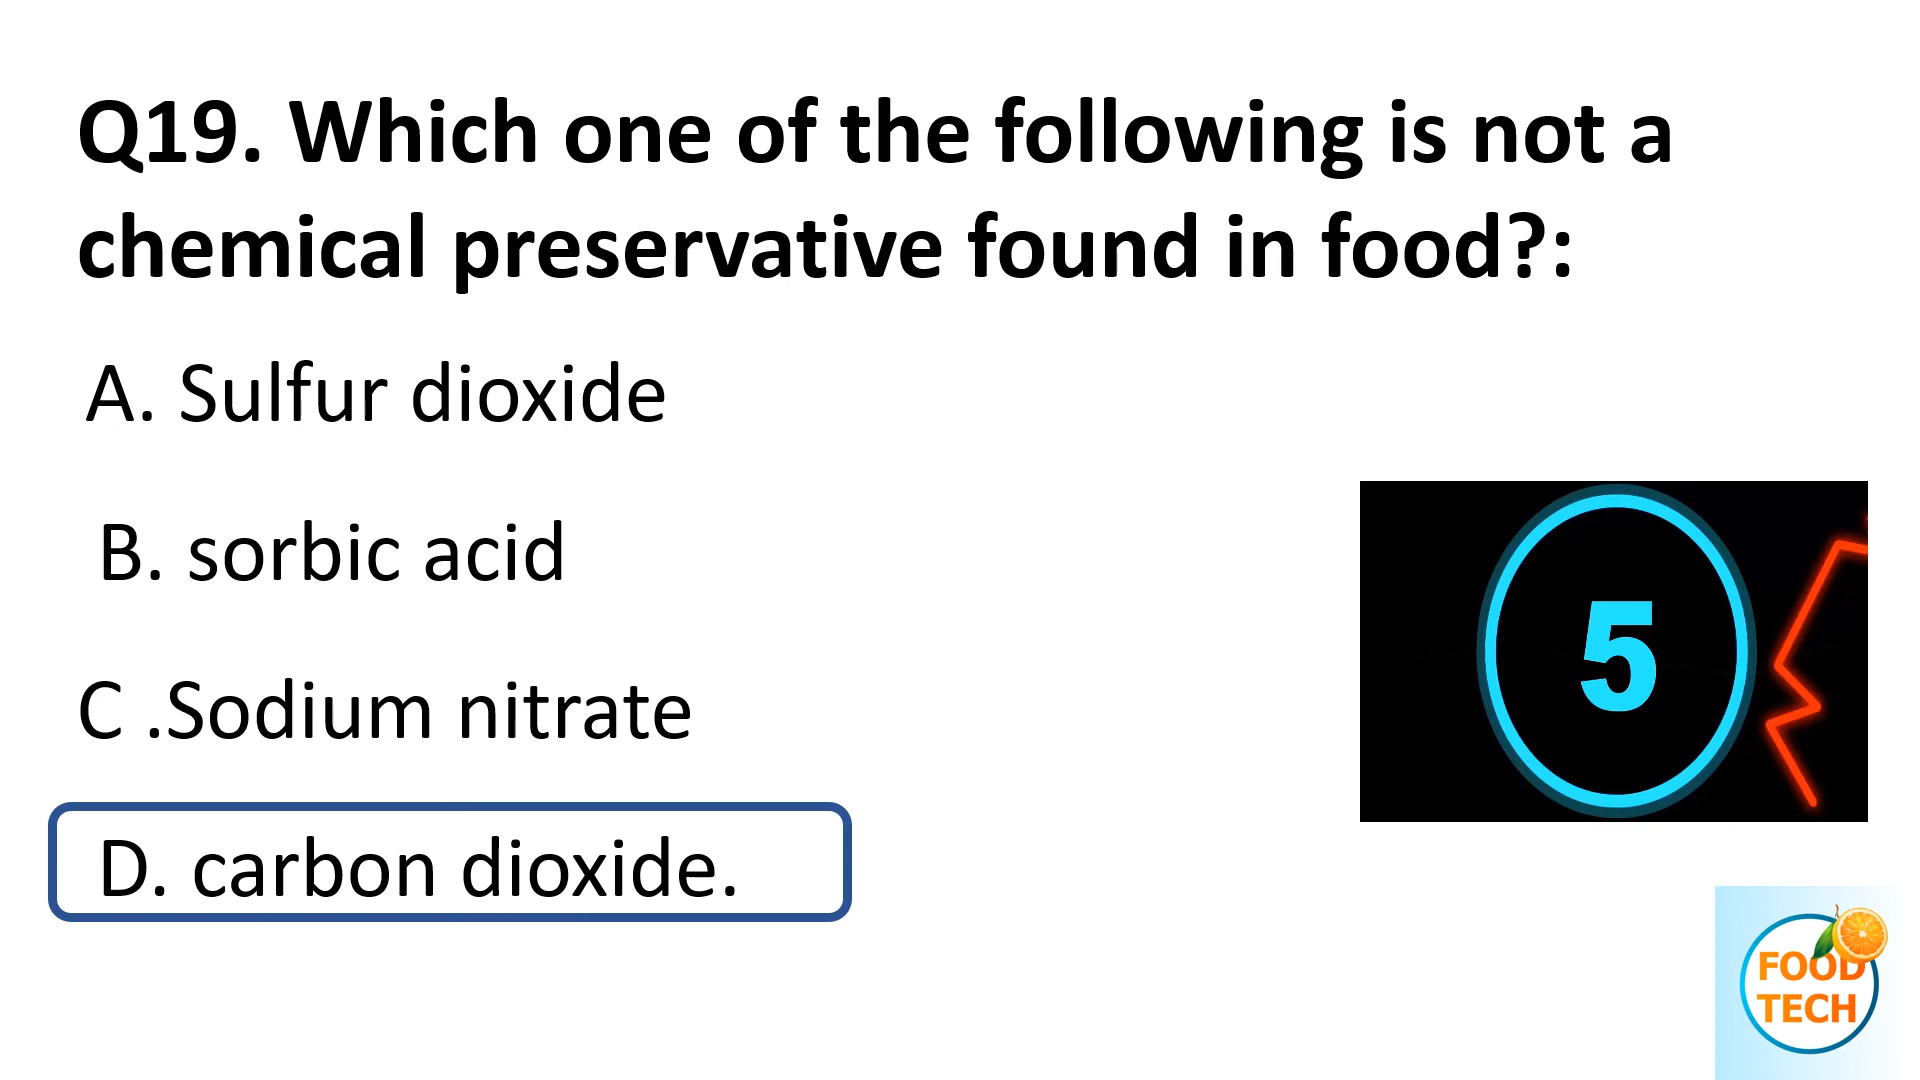 Q19. Which one of the following is not a
chemical preservative found in food?:
A. Sulfur dioxide
B. sorbic acid
C .Sodium nitrate
D. carbon dioxide.
5
FOOD
TECH